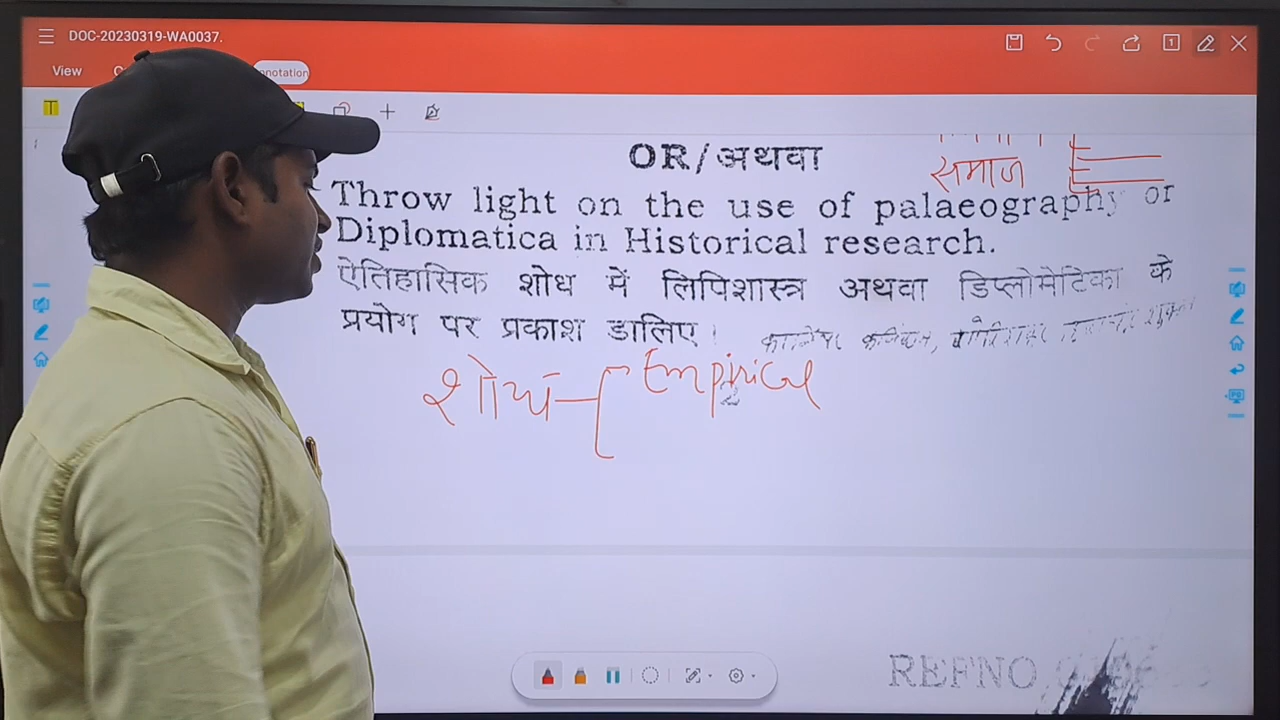 DOC-20230319-WA0037.
View
OR/अथवा
समाज
Throw light on the use of palaeography or
Diplomatica in Historical research.
ऐतिहासिक शोध में लिपिशास्त्र अथवा डिप्लोमेटिका के
प्रयोग पर प्रकाश डालिए।
शोध
Empirical
REFNO